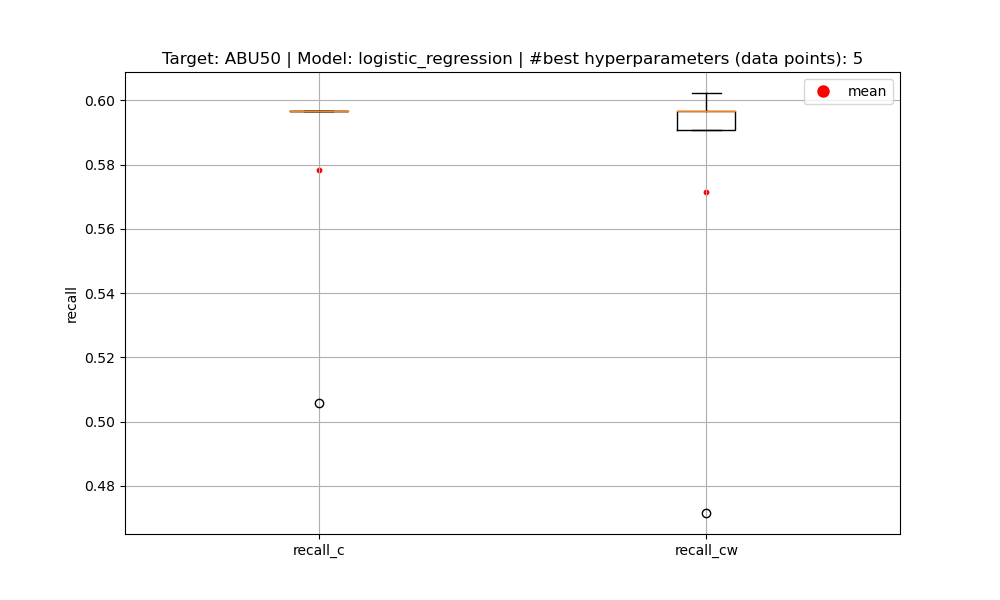 Target: ABU50 | Model: logistic_regression | #best hyperparameters (data points): 5
mean
0.60
0.58
0.56
0.54
0.52
0.50
0.48
recall
recall_c
recall_cw